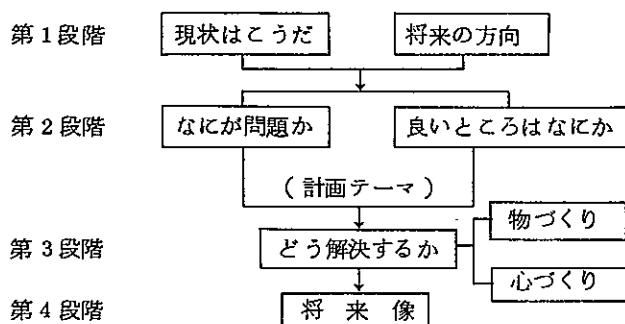 第1段階 現状はこうだ 将来の方向
第2段階 なにが問題か 良いところはなにか
(計画テーマ)
物づくり
第3段階 どう解決するか
心づくり
第4段階 将来像